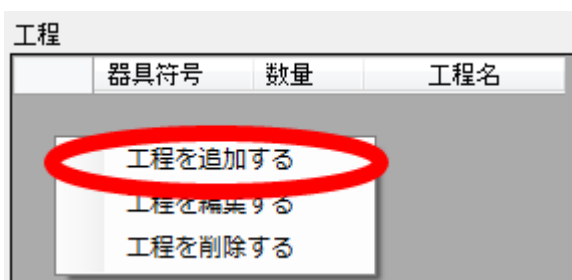 工程
器具符号 数量 工程名
工程を追加する
工程を編集する
工程を削除する